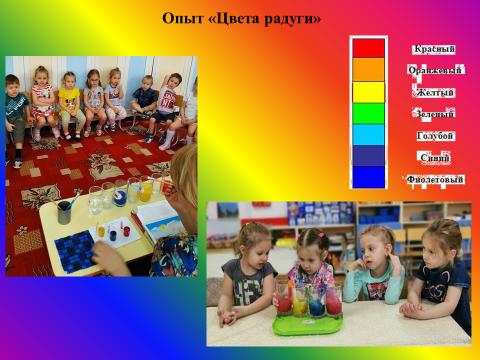 Опыт «Цвета радуги»
Красный
Оранжевый
Желтый
Зеленый
Голубой
Синий
Фиолетовый